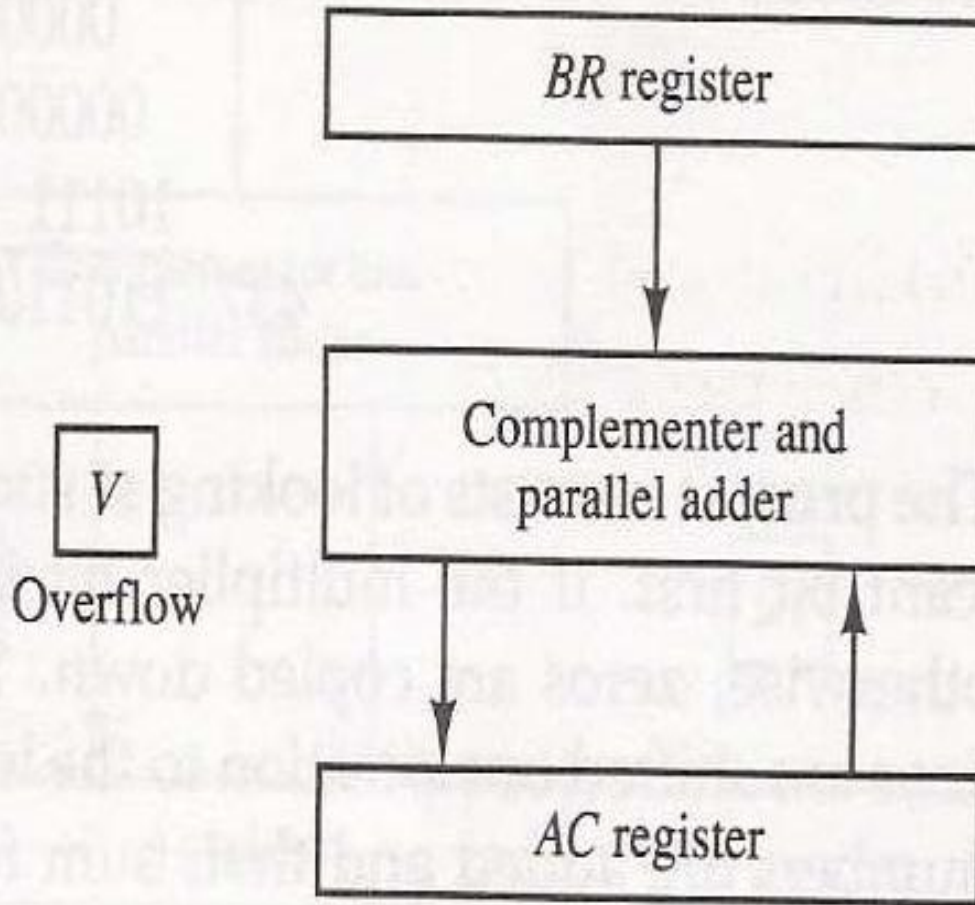 BR register
Complementer and
parallel adder
V
Overflow
AC register